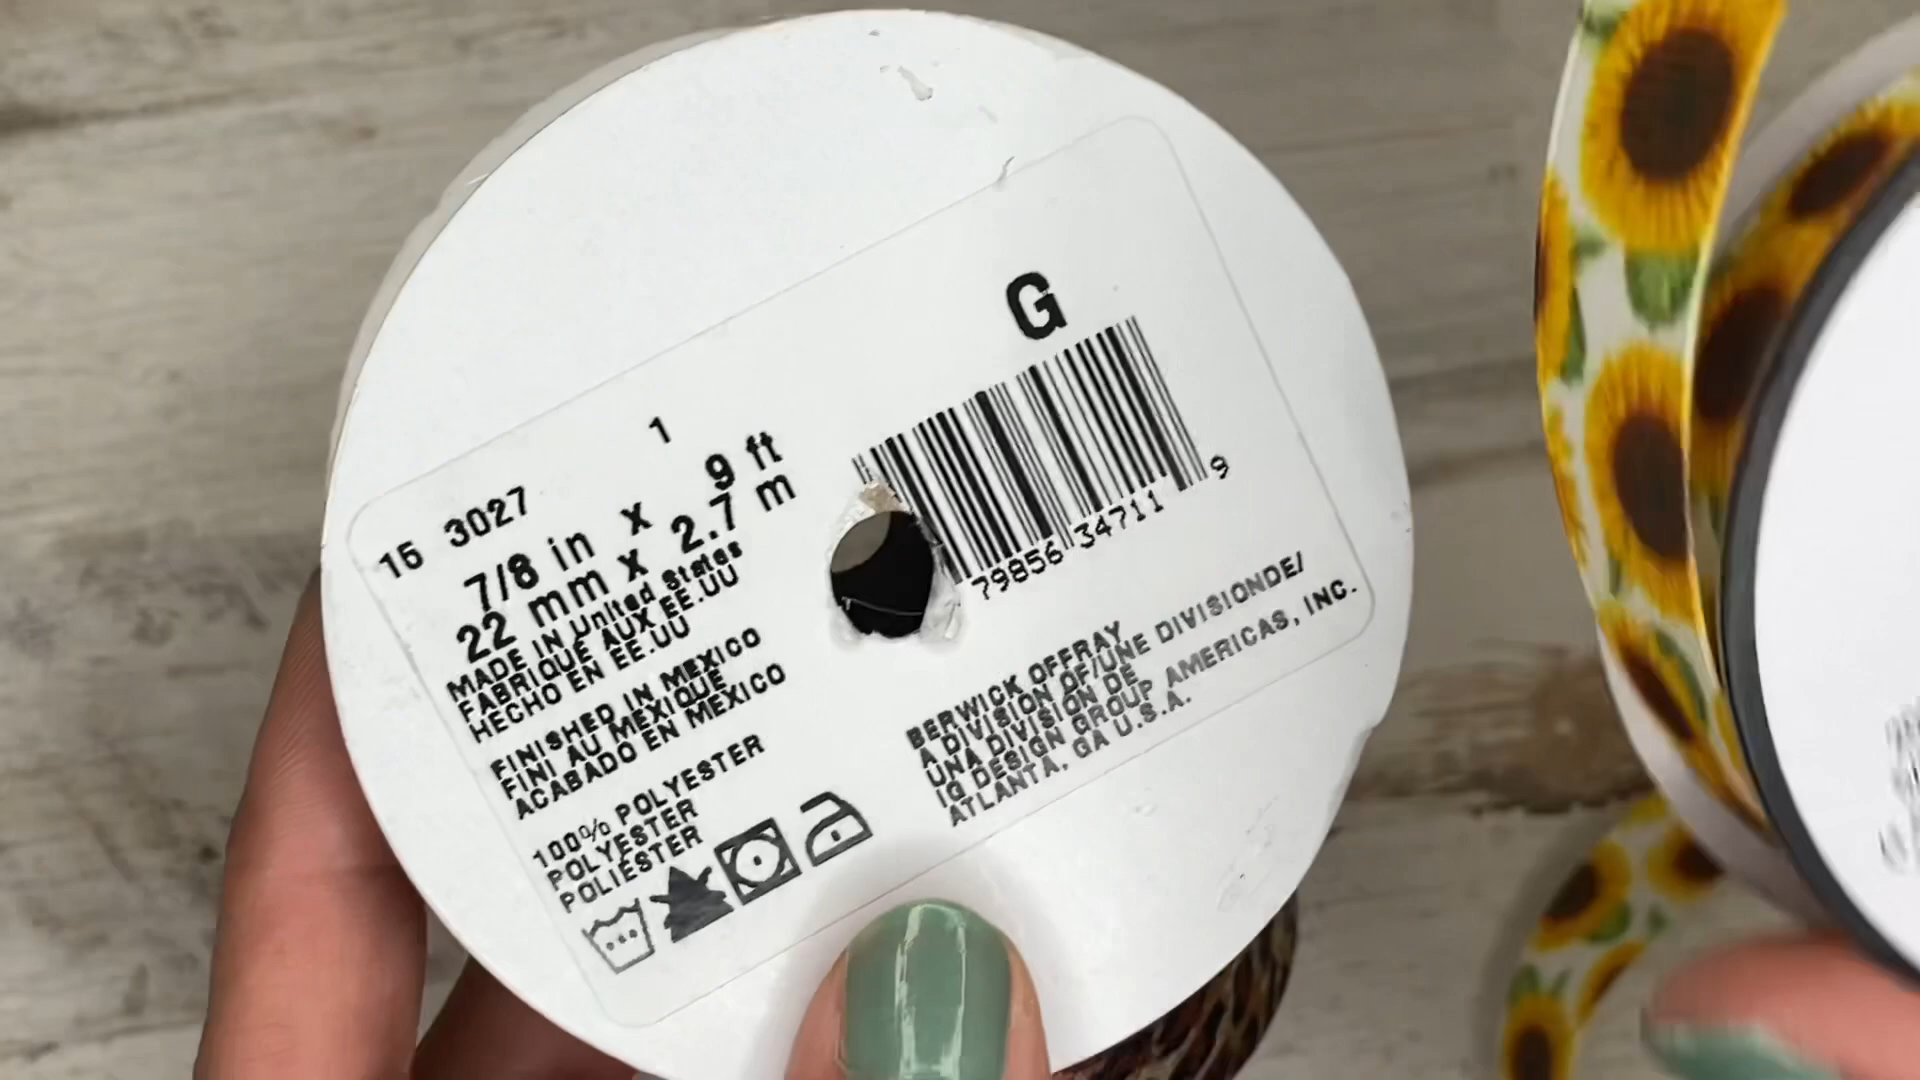 1
15 3027
7/8 in x 9 ft
22 mm x 2.7 m
MADE IN United States
FABRIQUÉ AUX EE.UU
HECHO EN EE.UU
FINISHED IN MEXICO
FINI AU MEXIQUE
ACABADO EN MEXICO
100% POLYESTER
POLYESTER
POLIÉSTER
G
79856 34711 9
BERWICK OFFRAY
A DIVISION OF/UNE DIVISIONDE/
UNA DIVISIÓN DE
IG DESIGN GROUP AMERICAS, INC.
ATLANTA, GA U.S.A.